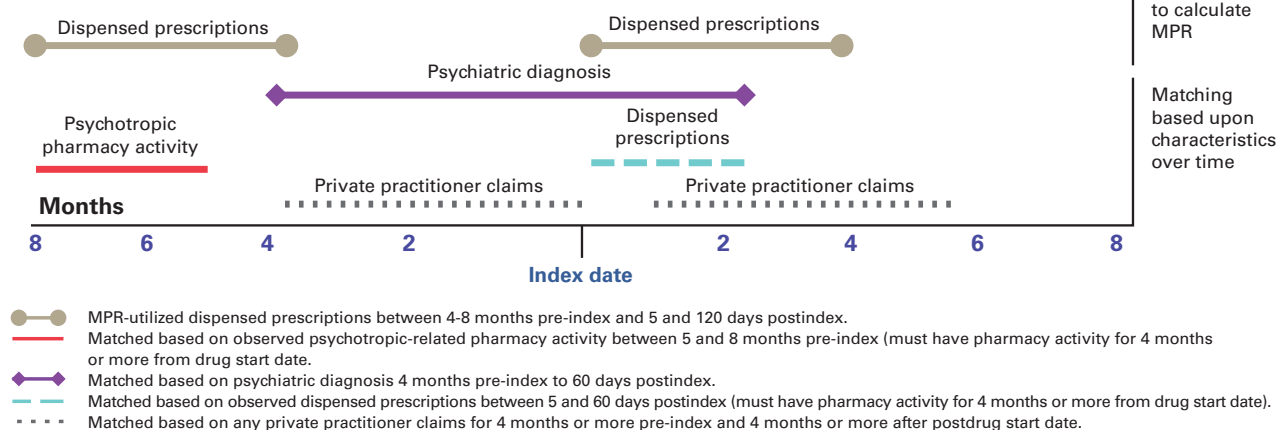 to calculate
MPR
Dispensed prescriptions
Dispensed prescriptions
Psychiatric diagnosis
Psychotropic
pharmacy activity
Dispensed
prescriptions
Matching
based upon
characteristics
over time
Private practitioner claims
Private practitioner claims
Months
8 6 4 2 2 4 6 8
Index date
MPR-utilized dispensed prescriptions between 4-8 months pre-index and 5 and 120 days postindex.
Matched based on observed psychotropic-related pharmacy activity between 5 and 8 months pre-index (must have pharmacy activity for 4 months
or more from drug start date.
Matched based on psychiatric diagnosis 4 months pre-index to 60 days postindex.
Matched based on observed dispensed prescriptions between 5 and 60 days postindex (must have pharmacy activity for 4 months or more from drug start date).
Matched based on any private practitioner claims for 4 months or more pre-index and 4 months or more after postdrug start date.